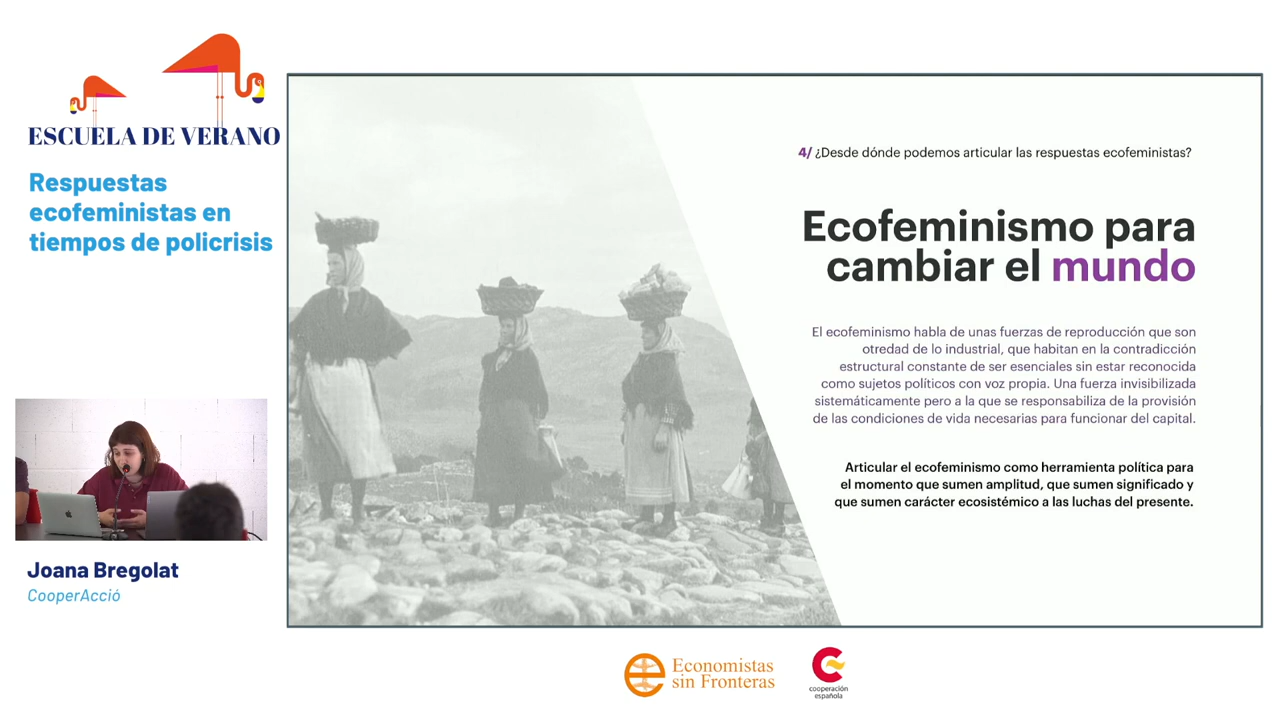 ESCUELA DE VERANO
Respuestas
ecofeministas en
tiempos de policrisis
Joana Bregolat
CooperAcció
4/ ¿Desde dónde podemos articular las respuestas ecofeministas?
Ecofeminismo para
cambiar el mundo
El ecofeminismo habla de unas fuerzas de reproducción que son
otredad de lo industrial, que habitan en la contradicción
estructural constante de ser esenciales sin estar reconocida
como sujetos políticos con voz propia. Una fuerza invisibilizada
sistemáticamente pero a la que se responsabiliza de la provisión
de las condiciones de vida necesarias para funcionar del capital.
Articular el ecofeminismo como herramienta política para
el momento que sumen amplitud, que sumen significado y
que sumen carácter ecosistémico a las luchas del presente.
Economistas
sin Fronteras
cooperación
española